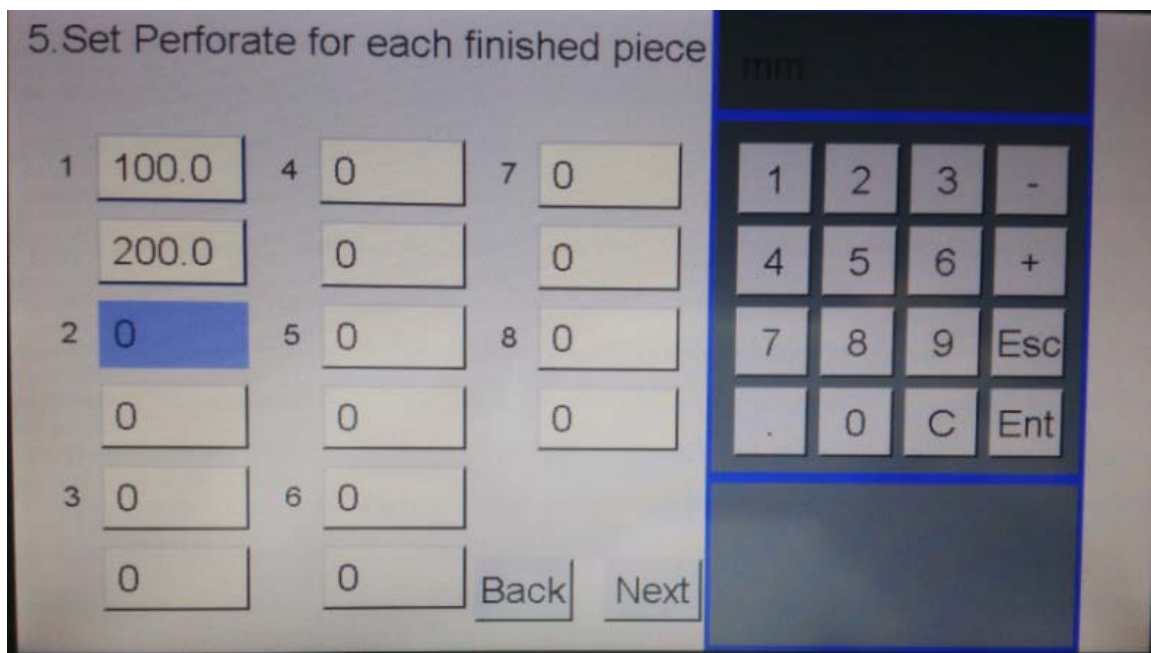 5.Set Perforate for each finished piece
mm
1 100.0 4 0 7 0
200.0 0 0
2 0 5 0 8 0
0 0 0
3 0 6 0
0 0
Back Next
1 2 3 -
4 5 6 +
7 8 9 Esc
. 0 C Ent